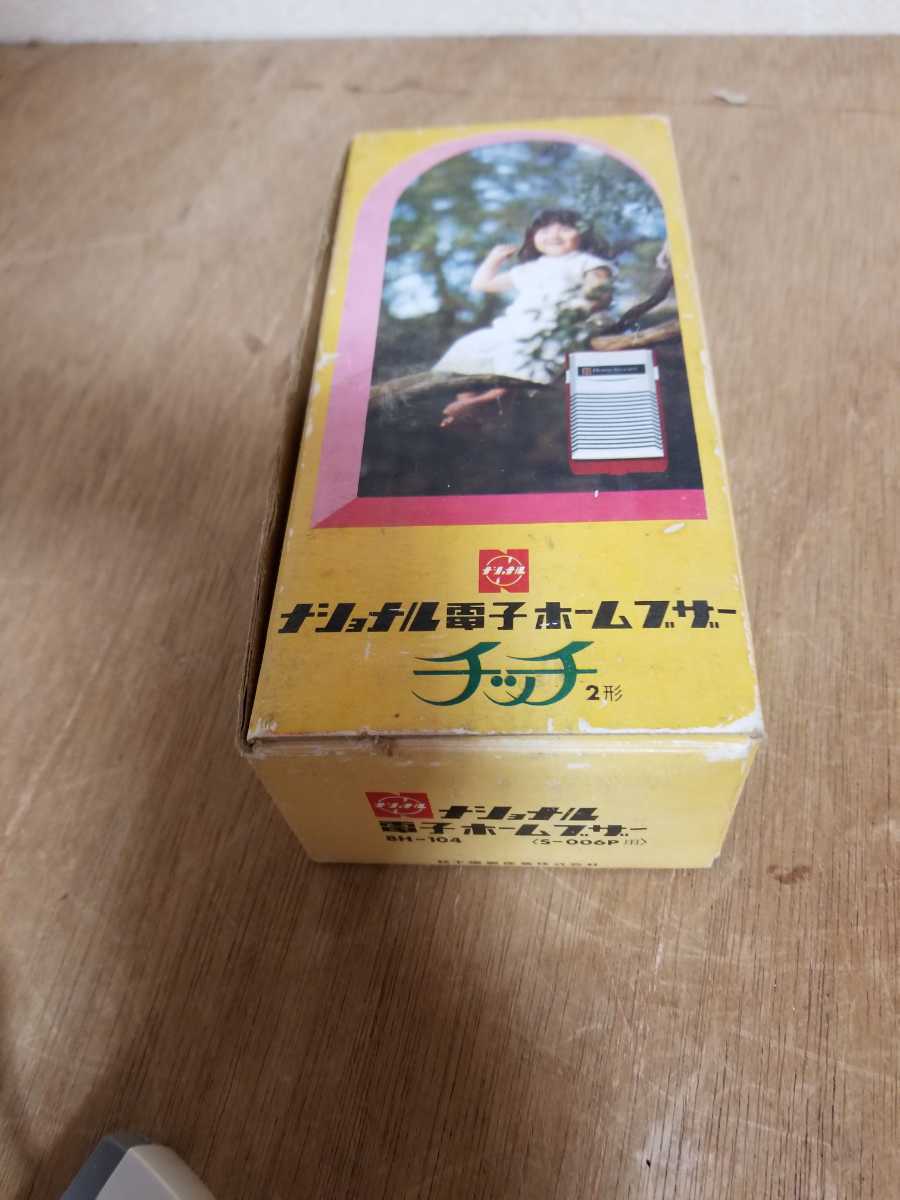 ナショナル
ナショナル電子ホームブザー
チッチ 2形
ナショナル
ナショナル
電子ホームブザー
BH-104 〈S-006P用〉